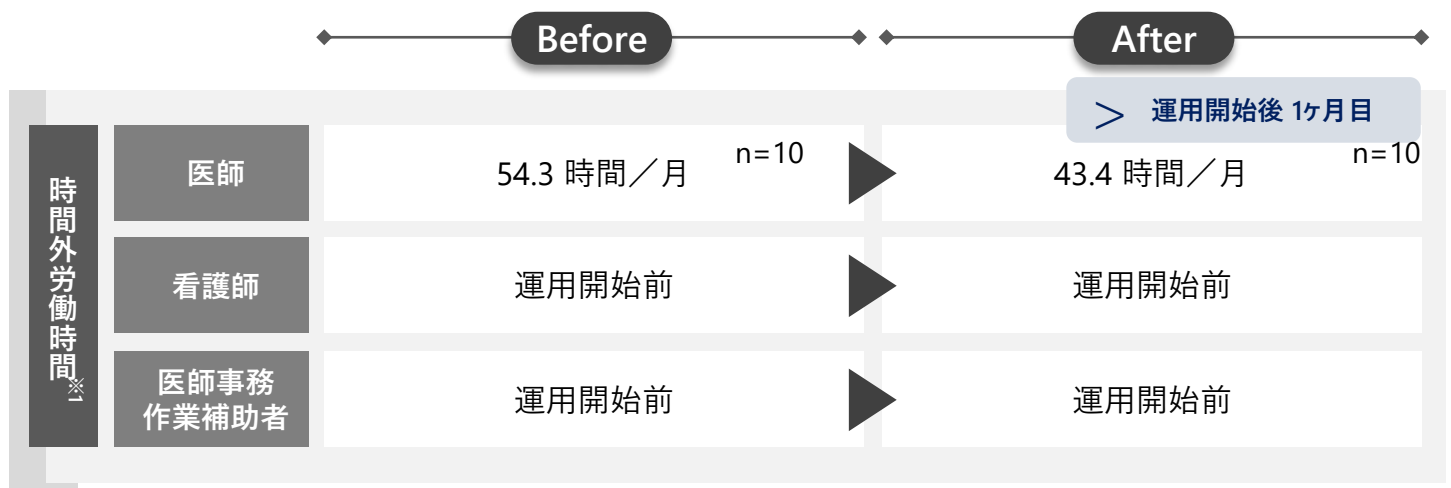 Before
After
> 運用開始後 1ヶ月目
時間外労働時間※1
医師
54.3 時間／月
n=10
43.4 時間／月
n=10
看護師
運用開始前
運用開始前
医師事務
作業補助者
運用開始前
運用開始前